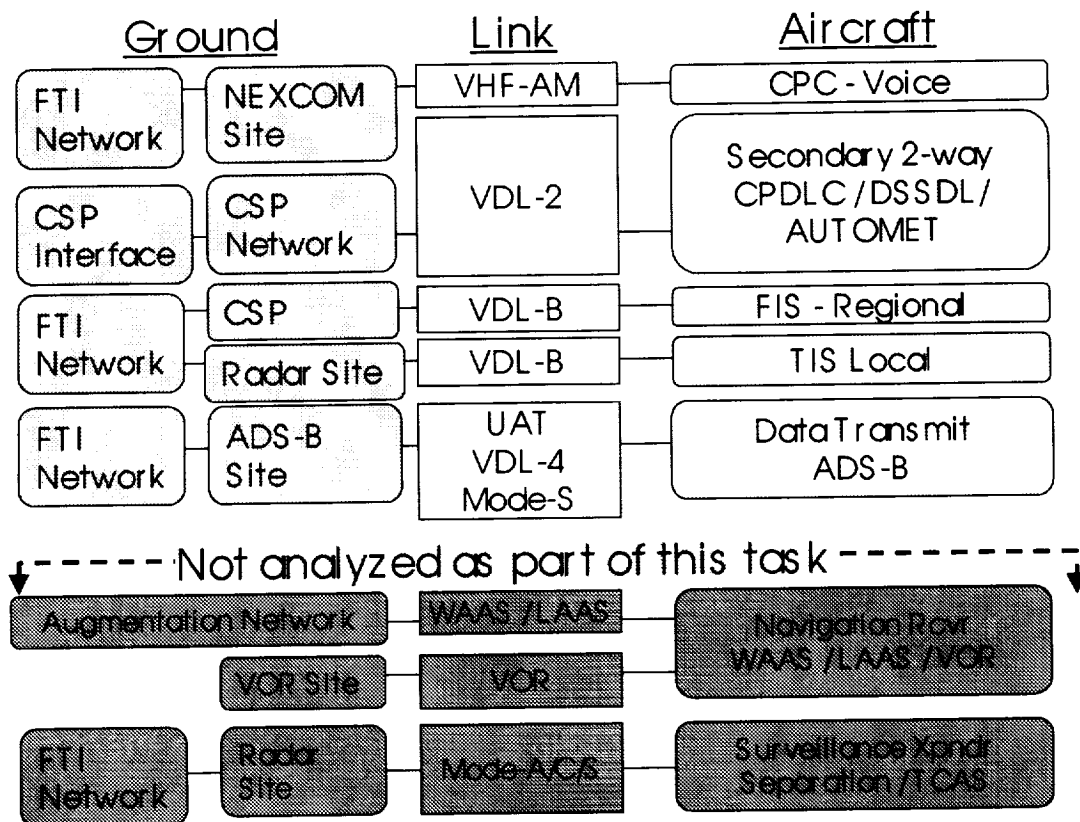 Ground
Link
Aircraft
FTI
Network
NEXCOM
Site
VHF-AM
CPC - Voice
CSP
Interface
CSP
Network
VDL-2
Secondary 2-way
CPDLC / DSSDL /
AUTOMET
FTI
Network
CSP
VDL-B
FIS - Regional
Radar Site
VDL-B
TIS Local
FTI
Network
ADS-B
Site
UAT
VDL-4
Mode-S
Data Transmit
ADS-B
Not analyzed as part of this task
Augmentation Network
WAAS /LAAS
Navigation Rcvr
WAAS /LAAS /VOR
VOR Site
VOR
FTI
Network
Radar
Site
Mode-A/C/S
Surveillance Xpndr
Separation /TCAS